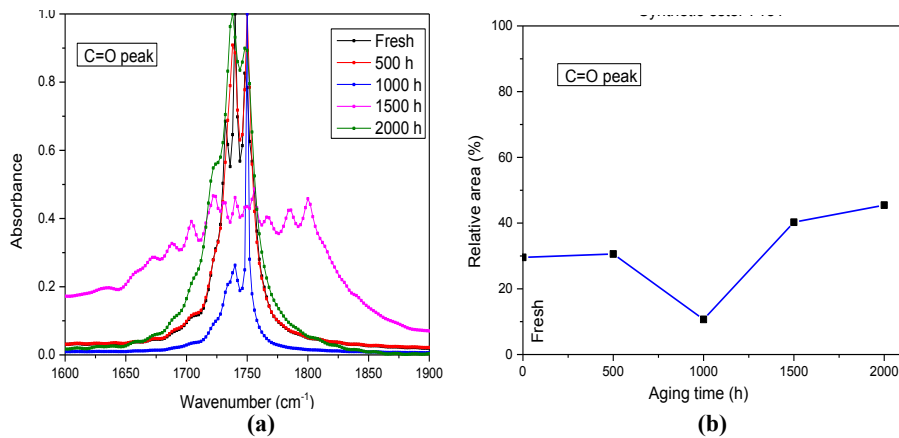 C=O peak
Fresh
500 h
1000 h
1500 h
2000 h
1.0
0.8
0.6
0.4
0.2
0.0
Absorbance
1600 1650 1700 1750 1800 1850 1900
Wavenumber (cm⁻¹)
(a)
C=O peak
100
80
60
40
20
0
Relative area (%)
Fresh
0 500 1000 1500 2000
Aging time (h)
(b)